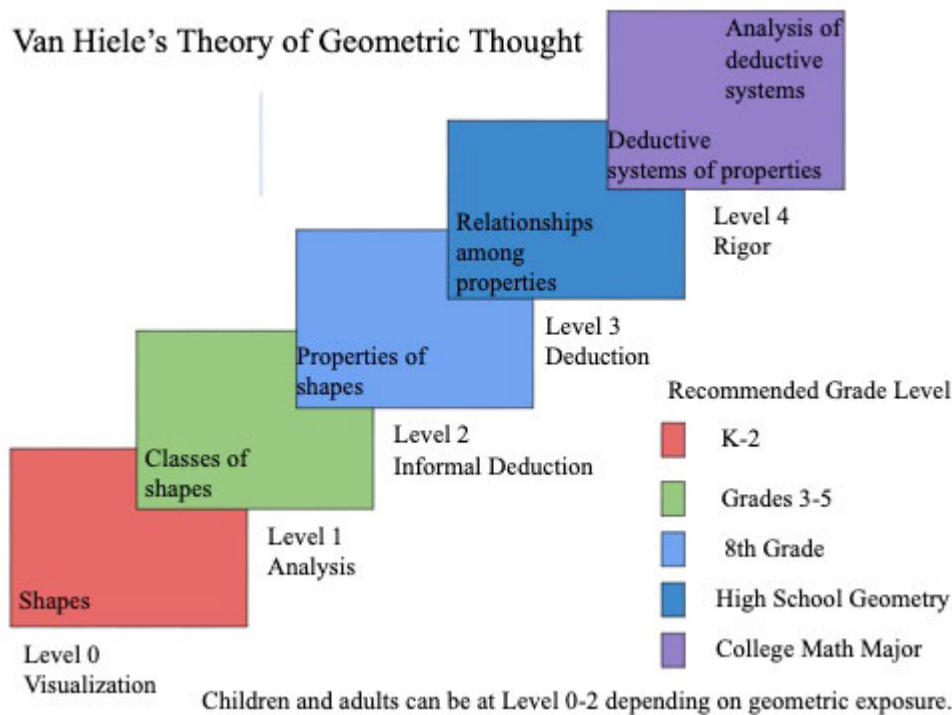 Van Hiele's Theory of Geometric Thought
Analysis of
deductive
systems
Deductive
systems of properties
Level 4
Rigor
Relationships
among
properties
Level 3
Deduction
Properties of
shapes
Level 2
Informal Deduction
Classes of
shapes
Level 1
Analysis
Shapes
Level 0
Visualization
Recommended Grade Level
K-2
Grades 3-5
8th Grade
High School Geometry
College Math Major
Children and adults can be at Level 0-2 depending on geometric exposure.